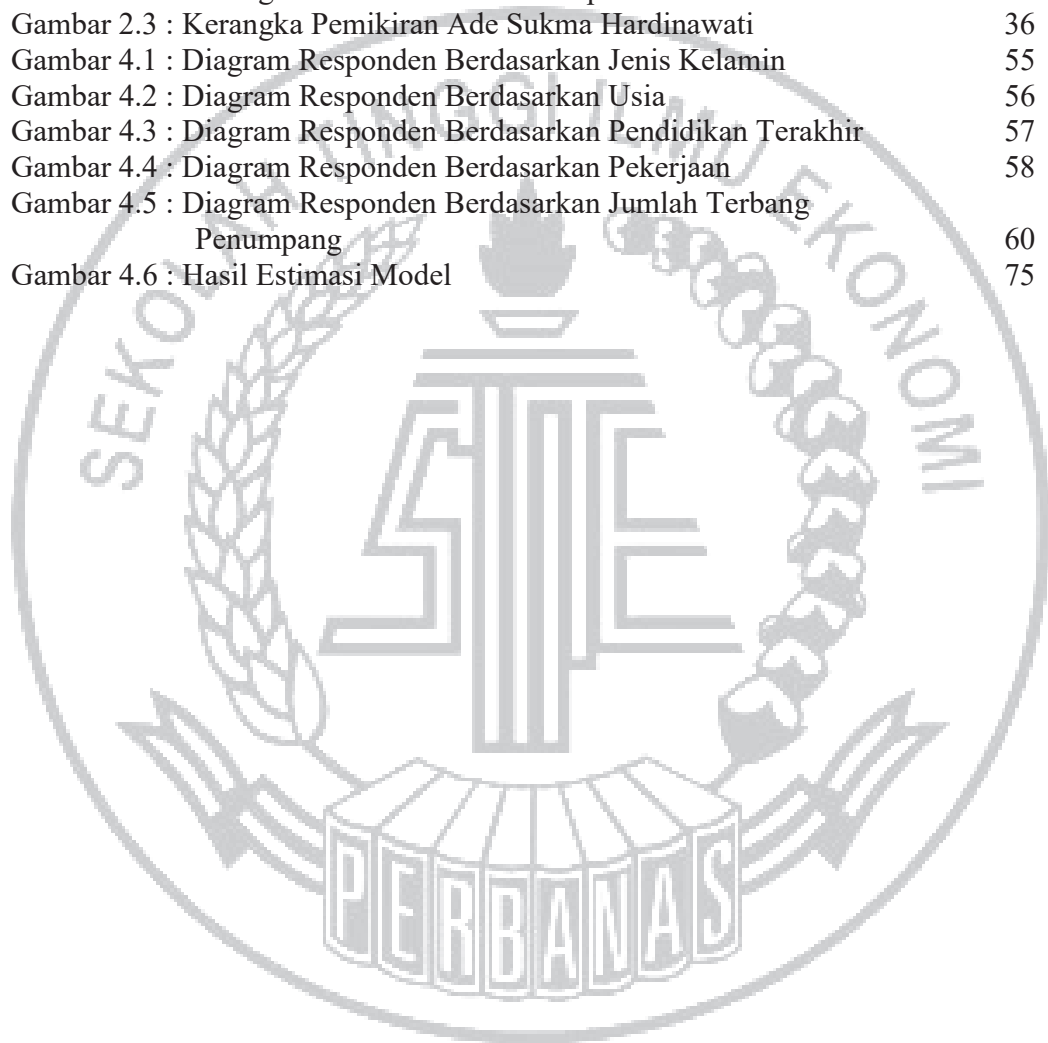 Gambar 2.3 : Kerangka Pemikiran Ade Sukma Hardinawati 36
Gambar 4.1 : Diagram Responden Berdasarkan Jenis Kelamin 55
Gambar 4.2 : Diagram Responden Berdasarkan Usia 56
Gambar 4.3 : Diagram Responden Berdasarkan Pendidikan Terakhir 57
Gambar 4.4 : Diagram Responden Berdasarkan Pekerjaan 58
Gambar 4.5 : Diagram Responden Berdasarkan Jumlah Terbang
Penumpang 60
Gambar 4.6 : Hasil Estimasi Model 75
SEKOLAH TINGGI ILMU EKONOMI
STIE
PERBANAS